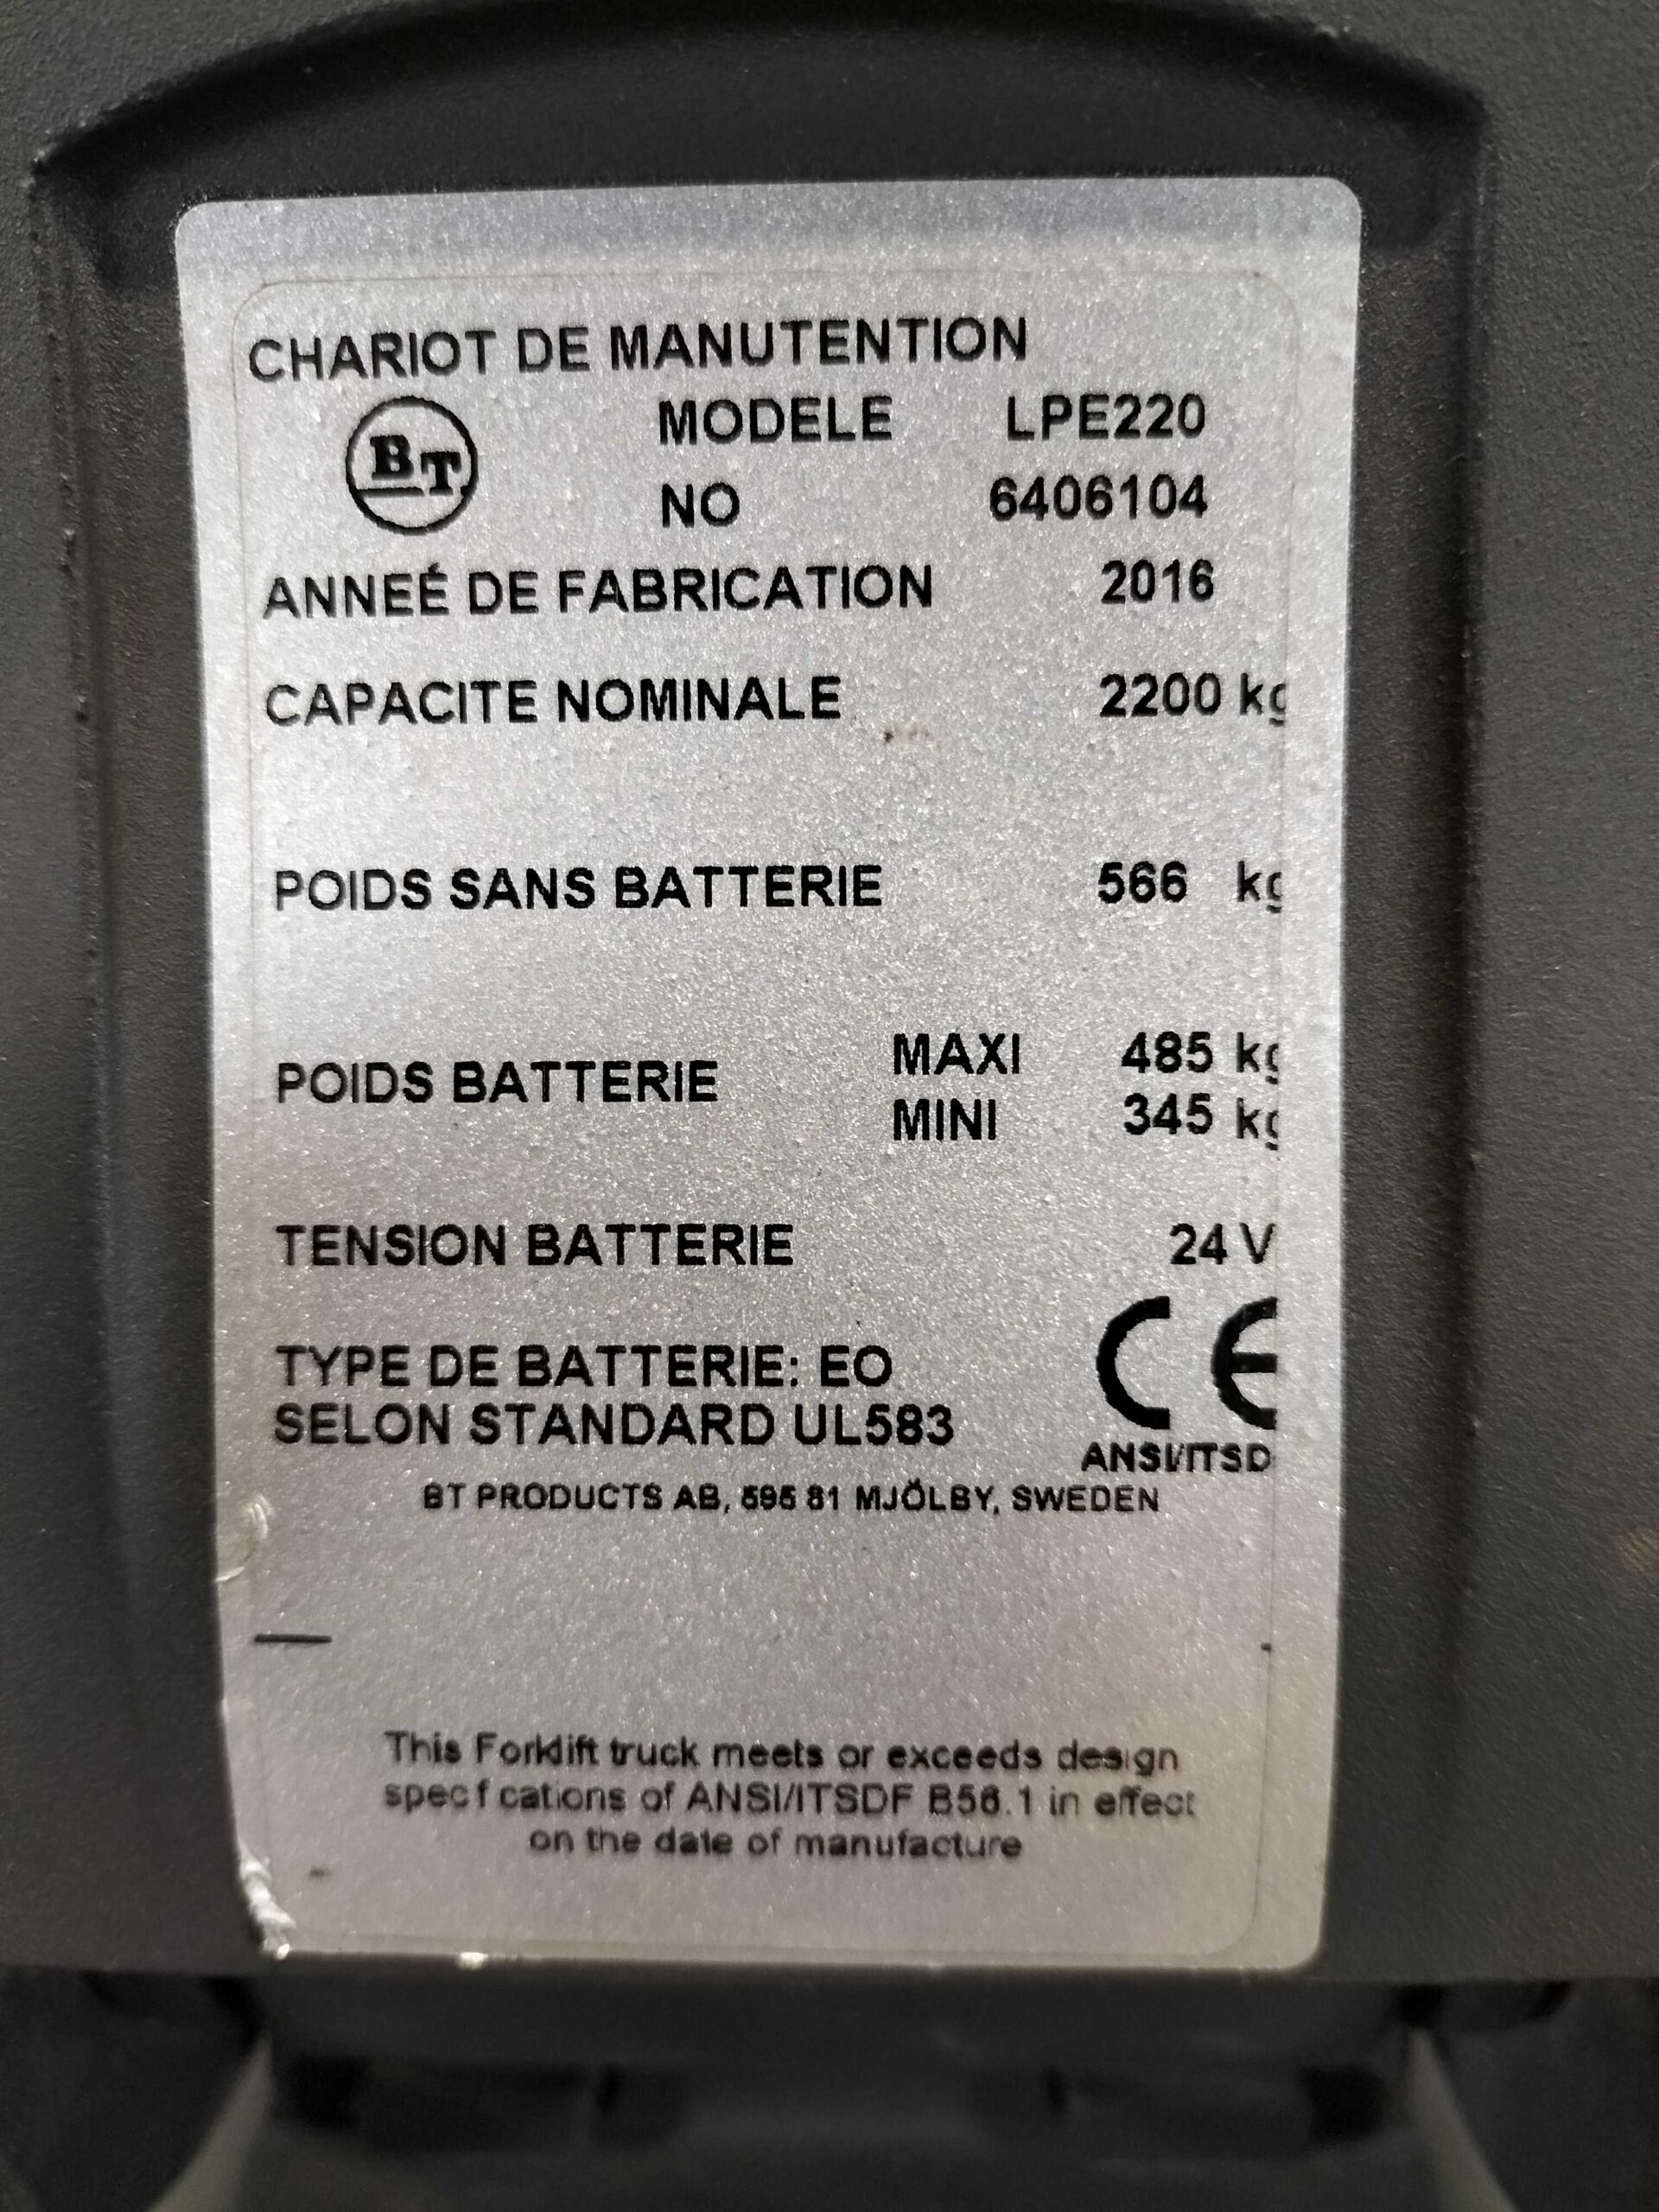 CHARIOT DE MANUTENTION
BT
MODELE LPE220
NO 6406104
ANNEÉ DE FABRICATION 2016
CAPACITE NOMINALE 2200 kg
POIDS SANS BATTERIE 566 kg
POIDS BATTERIE MAXI 485 kg
MINI 345 kg
TENSION BATTERIE 24 V
TYPE DE BATTERIE: EO
SELON STANDARD UL583
CE
ANSI/ITSD
BT PRODUCTS AB, 595 81 MJÖLBY, SWEDEN
This Forklift truck meets or exceeds design
specifications of ANSI/ITSDF B56.1 in effect
on the date of manufacture